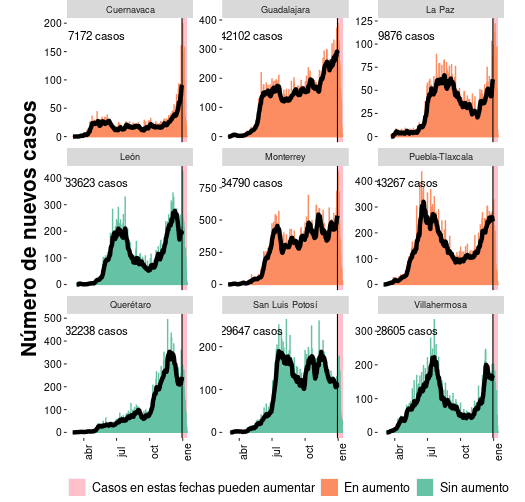 Número de nuevos casos
Cuernavaca
Guadalajara
La Paz
200
150
100
50
0
7172 casos
400
300
200
100
0
42102 casos
125
100
75
50
25
0
9876 casos
León
Monterrey
Puebla-Tlaxcala
400
300
200
100
0
33623 casos
750
500
250
0
34790 casos
400
300
200
100
0
43267 casos
Querétaro
San Luis Potosí
Villahermosa
500
400
300
200
100
0
32238 casos
200
100
0
29647 casos
300
200
100
0
28605 casos
abr
jul
oct
ene
abr
jul
oct
ene
abr
jul
oct
ene
Casos en estas fechas pueden aumentar
En aumento
Sin aumento